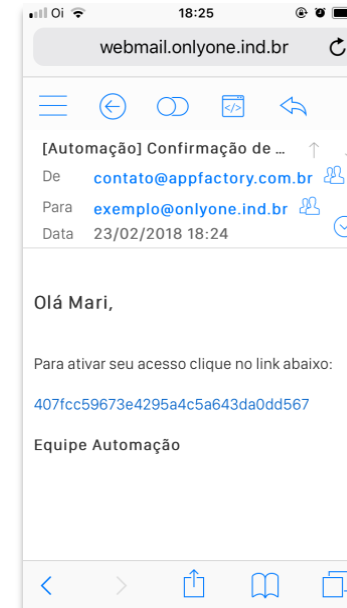 Oi 18:25
webmail.onlyone.ind.br
</>
[Automação] Confirmação de ...
De contato@appfactory.com.br
Para exemplo@onlyone.ind.br
Data 23/02/2018 18:24
Olá Mari,
Para ativar seu acesso clique no link abaixo:
407fcc59673e4295a4c5a643da0dd567
Equipe Automação